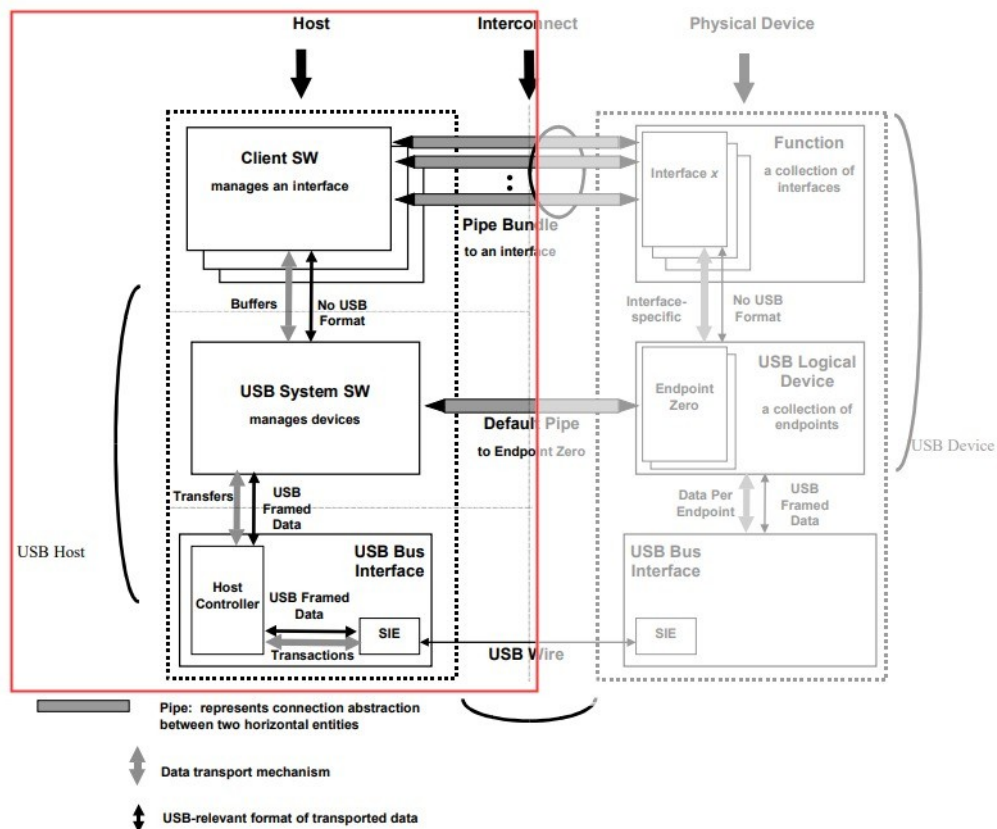 Host
Interconnect
Physical Device
Client SW
manages an interface
Pipe Bundle
to an interface
Interface x
Function
a collection of
interfaces
Buffers
No USB
Format
Interface-
specific
No USB
Format
USB System SW
manages devices
Default Pipe
to Endpoint Zero
Endpoint
Zero
USB Logical
Device
a collection of
endpoints
USB Device
Transfers
USB
Framed
Data
Data Per
Endpoint
USB
Framed
Data
USB Host
USB Bus
Interface
Host
Controller
USB Framed
Data
Transactions
SIE
USB Wire
USB Bus
Interface
SIE
Pipe: represents connection abstraction
between two horizontal entities
Data transport mechanism
USB-relevant format of transported data